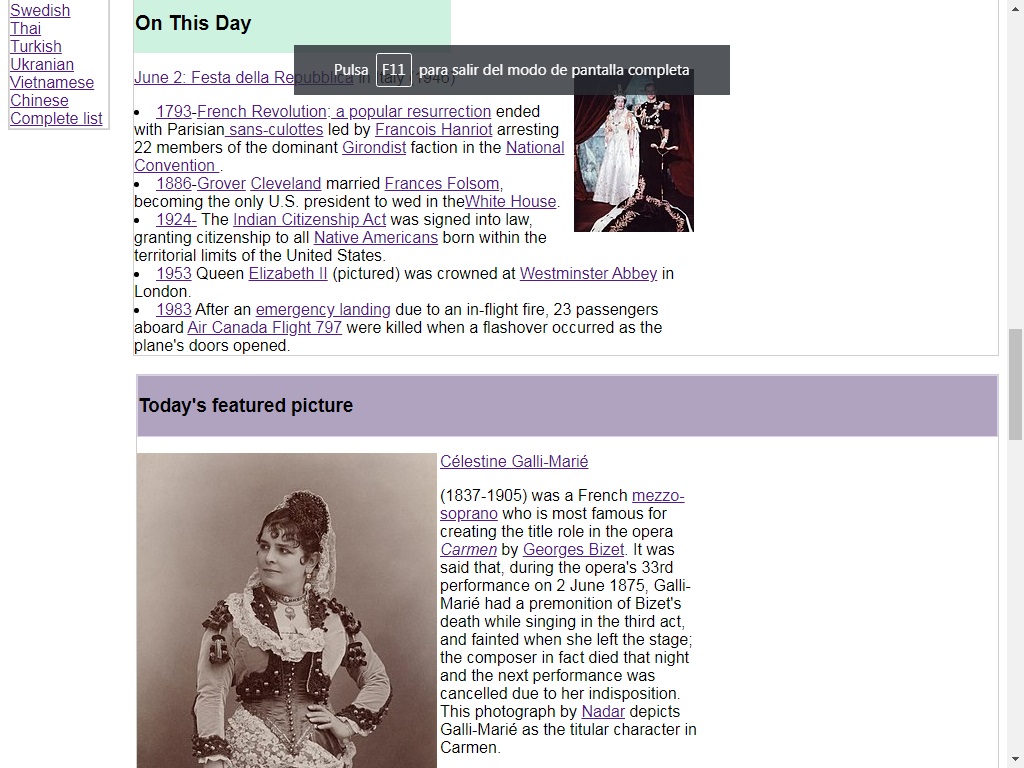 Swedish
Thai
Turkish
Ukranian
Vietnamese
Chinese
Complete list
On This Day
Pulsa F11 para salir del modo de pantalla completa
June 2: Festa della Repubblica in Italy (1946)
• 1793-French Revolution: a popular resurrection ended
with Parisian sans-culottes led by Francois Hanriot arresting
22 members of the dominant Girondist faction in the National
Convention .
• 1886-Grover Cleveland married Frances Folsom,
becoming the only U.S. president to wed in theWhite House.
• 1924- The Indian Citizenship Act was signed into law,
granting citizenship to all Native Americans born within the
territorial limits of the United States.
• 1953 Queen Elizabeth II (pictured) was crowned at Westminster Abbey in
London.
• 1983 After an emergency landing due to an in-flight fire, 23 passengers
aboard Air Canada Flight 797 were killed when a flashover occurred as the
plane's doors opened.
Today's featured picture
Célestine Galli-Marié
(1837-1905) was a French mezzo-
soprano who is most famous for
creating the title role in the opera
Carmen by Georges Bizet. It was
said that, during the opera's 33rd
performance on 2 June 1875, Galli-
Marié had a premonition of Bizet's
death while singing in the third act,
and fainted when she left the stage;
the composer in fact died that night
and the next performance was
cancelled due to her indisposition.
This photograph by Nadar depicts
Galli-Marié as the titular character in
Carmen.